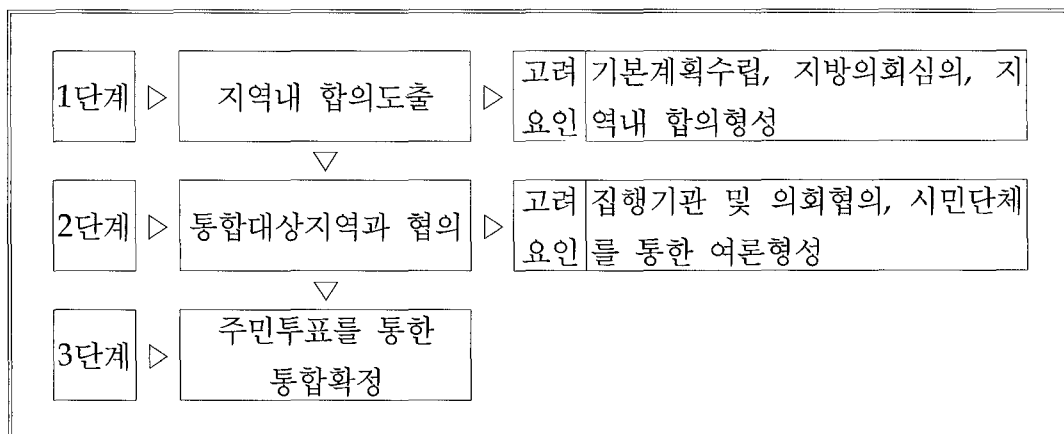 1단계 ▷ 지역내 합의도출 ▷ 고려요인 기본계획수립, 지방의회심의, 지
역내 합의형성
▽
2단계 ▷ 통합대상지역과 협의 ▷ 고려요인 집행기관 및 의회협의, 시민단체
를 통한 여론형성
▽
3단계 ▷ 주민투표를 통한
통합확정